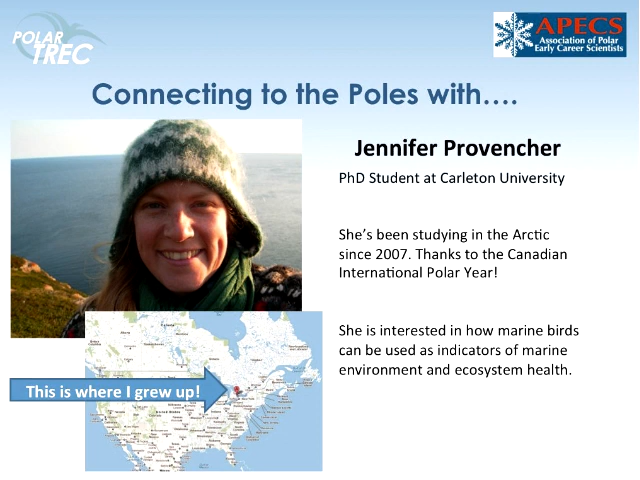 POLAR
TREC
APECS
Association of Polar
Early Career Scientists
Connecting to the Poles with….
Jennifer Provencher
PhD Student at Carleton University
She's been studying in the Arctic
since 2007. Thanks to the Canadian
International Polar Year!
She is interested in how marine birds
can be used as indicators of marine
environment and ecosystem health.
This is where I grew up!